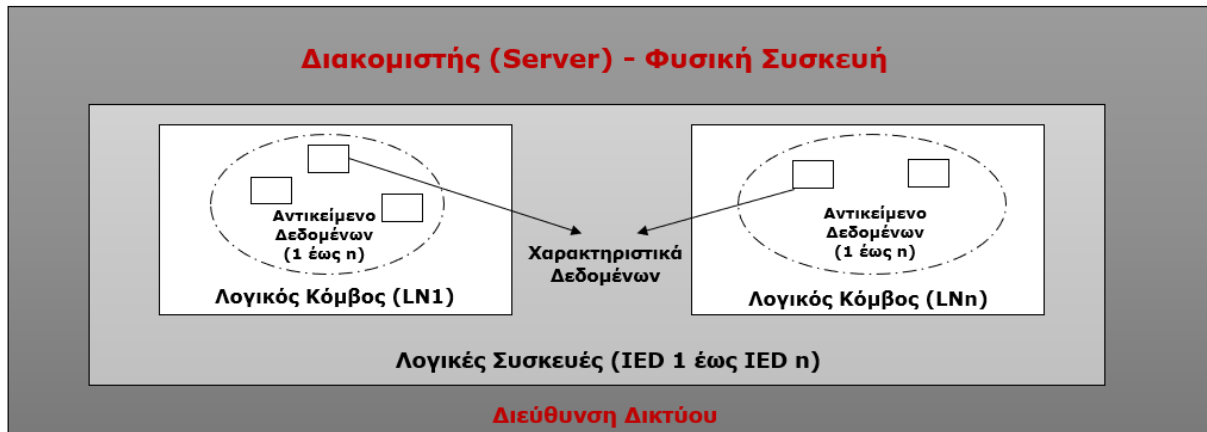 Διακομιστής (Server) - Φυσική Συσκευή
Αντικείμενο
Δεδομένων
(1 έως n)
Λογικός Κόμβος (LN1)
Χαρακτηριστικά
Δεδομένων
Αντικείμενο
Δεδομένων
(1 έως n)
Λογικός Κόμβος (LNn)
Λογικές Συσκευές (IED 1 έως IED n)
Διεύθυνση Δικτύου